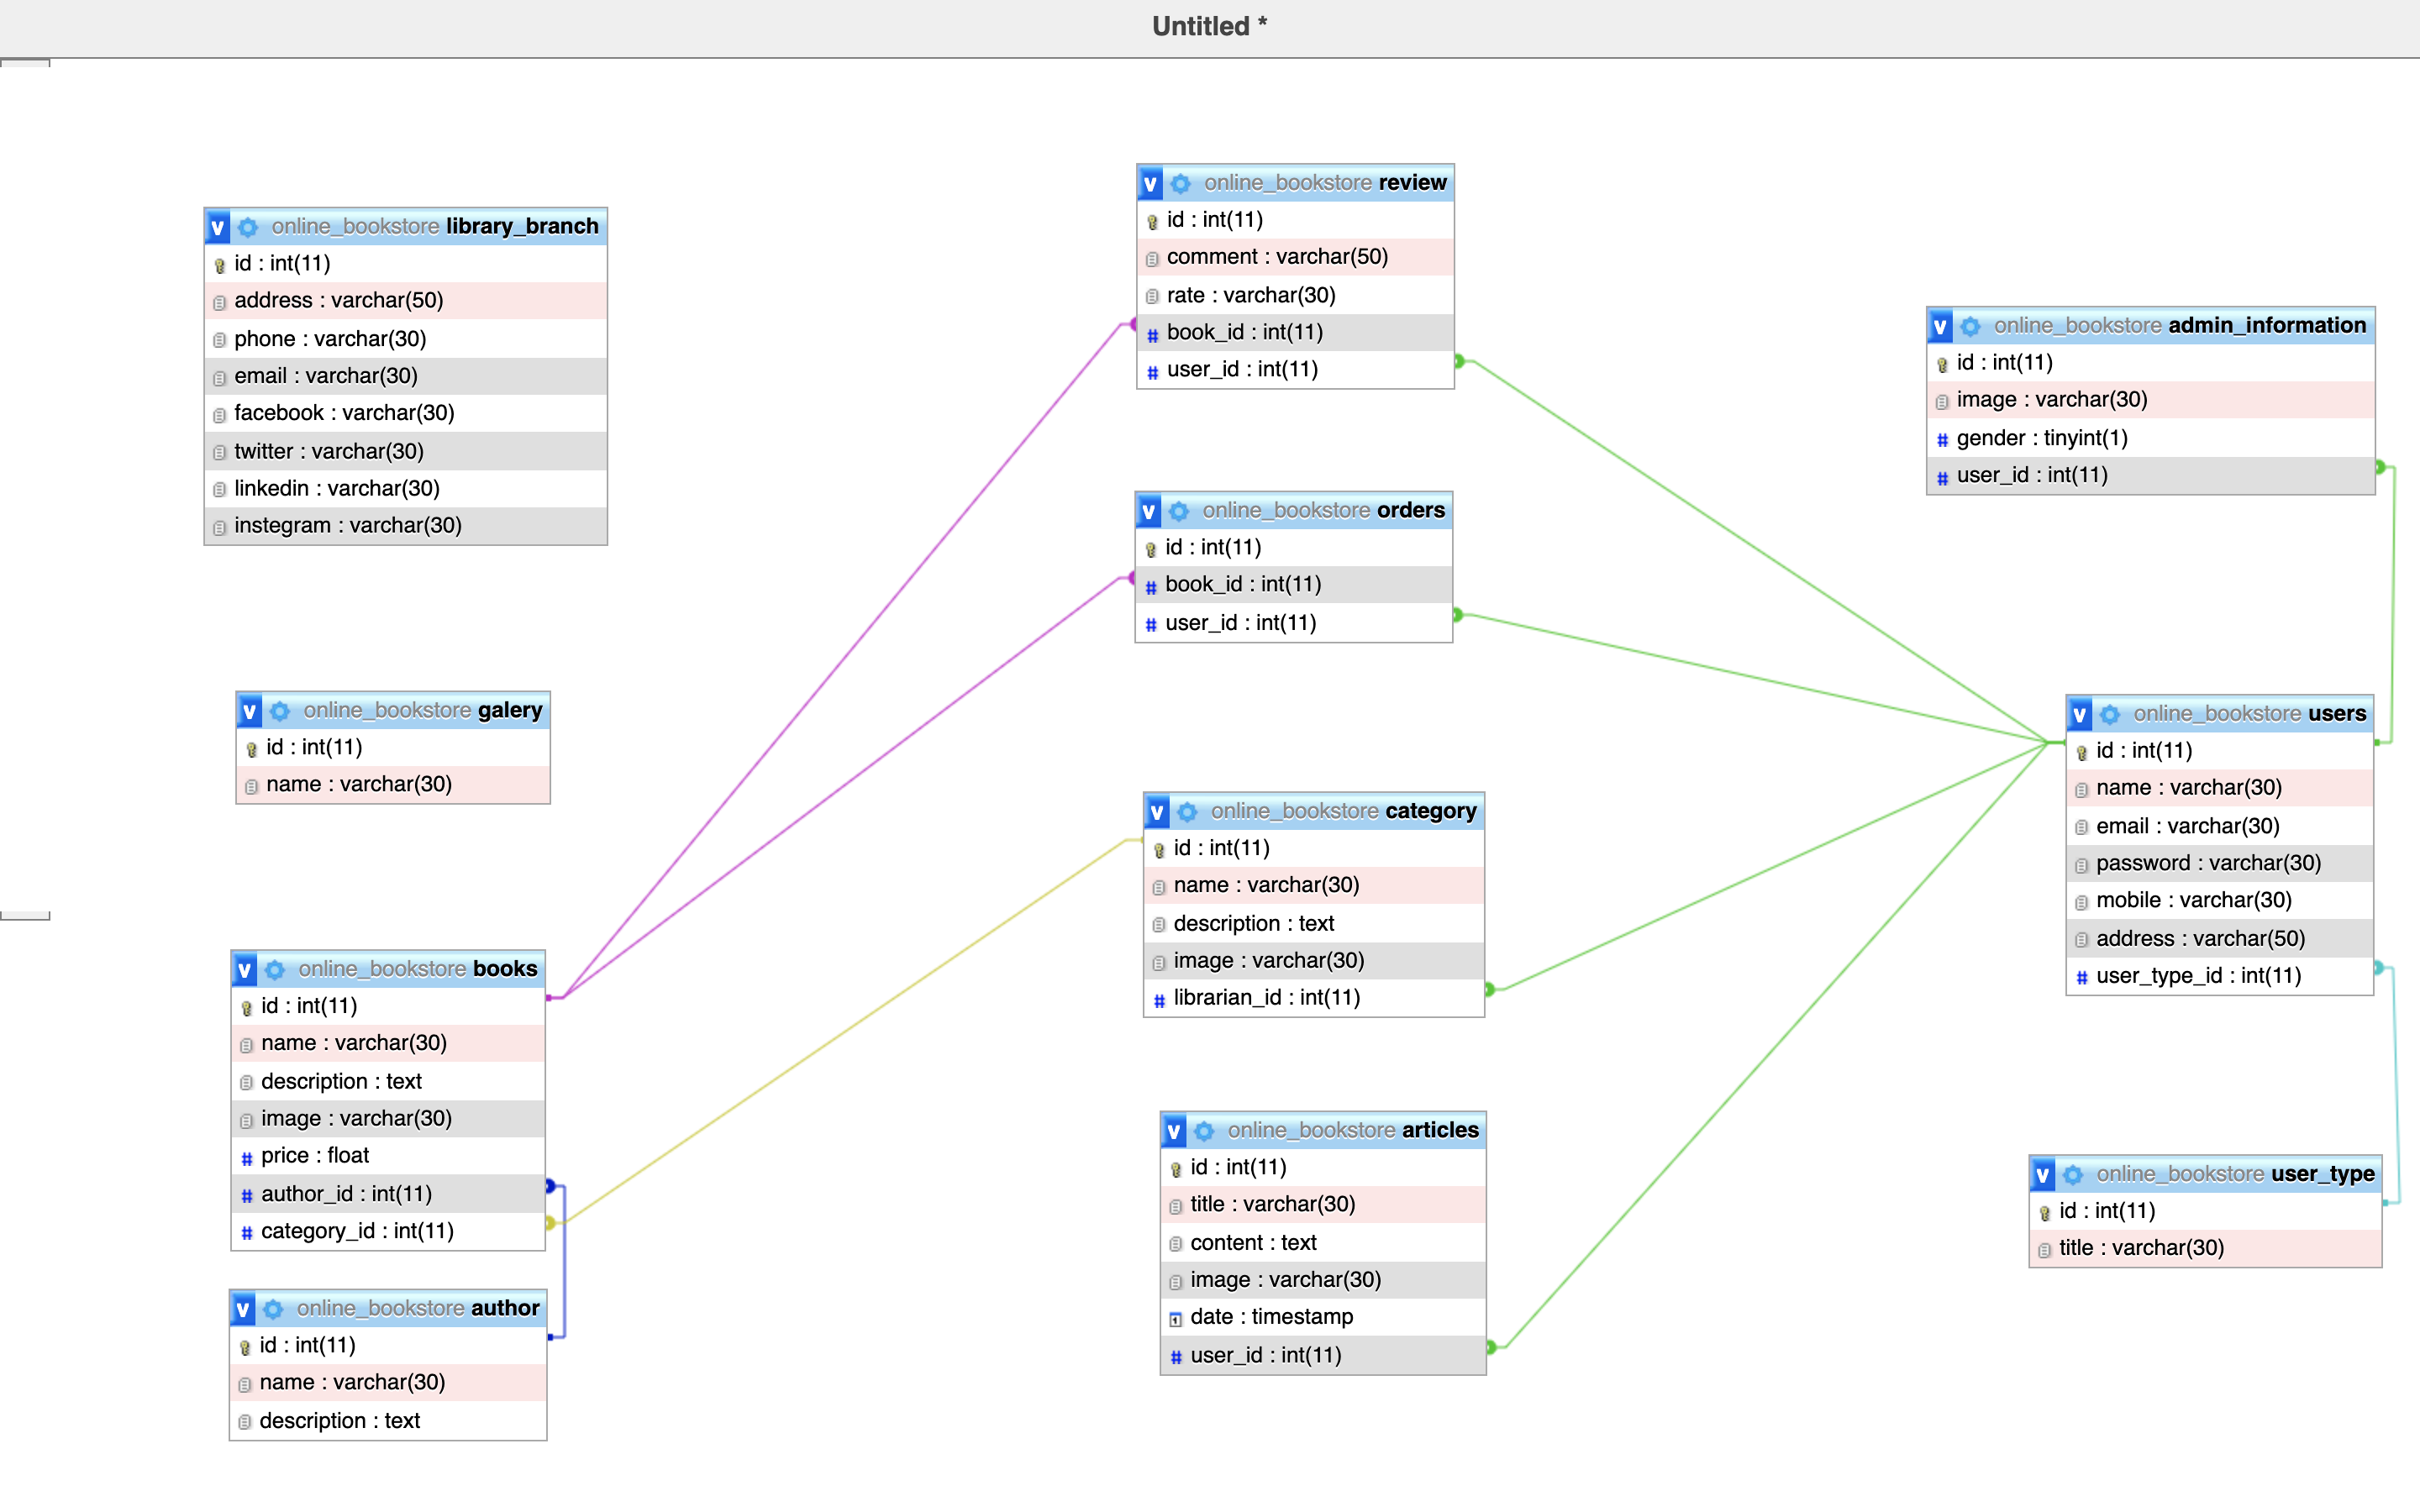 Untitled *
online_bookstore library_branch
id : int(11)
address : varchar(50)
phone : varchar(30)
email : varchar(30)
facebook : varchar(30)
twitter : varchar(30)
linkedin : varchar(30)
instegram : varchar(30)
online_bookstore galery
id : int(11)
name : varchar(30)
online_bookstore books
id : int(11)
name : varchar(30)
description : text
image : varchar(30)
price : float
author_id : int(11)
category_id : int(11)
online_bookstore author
id : int(11)
name : varchar(30)
description : text
online_bookstore review
id : int(11)
comment : varchar(50)
rate : varchar(30)
book_id : int(11)
user_id : int(11)
online_bookstore orders
id : int(11)
book_id : int(11)
user_id : int(11)
online_bookstore category
id : int(11)
name : varchar(30)
description : text
image : varchar(30)
librarian_id : int(11)
online_bookstore articles
id : int(11)
title : varchar(30)
content : text
image : varchar(30)
date : timestamp
user_id : int(11)
online_bookstore admin_information
id : int(11)
image : varchar(30)
gender : tinyint(1)
user_id : int(11)
online_bookstore users
id : int(11)
name : varchar(30)
email : varchar(30)
password : varchar(30)
mobile : varchar(30)
address : varchar(50)
user_type_id : int(11)
online_bookstore user_type
id : int(11)
title : varchar(30)